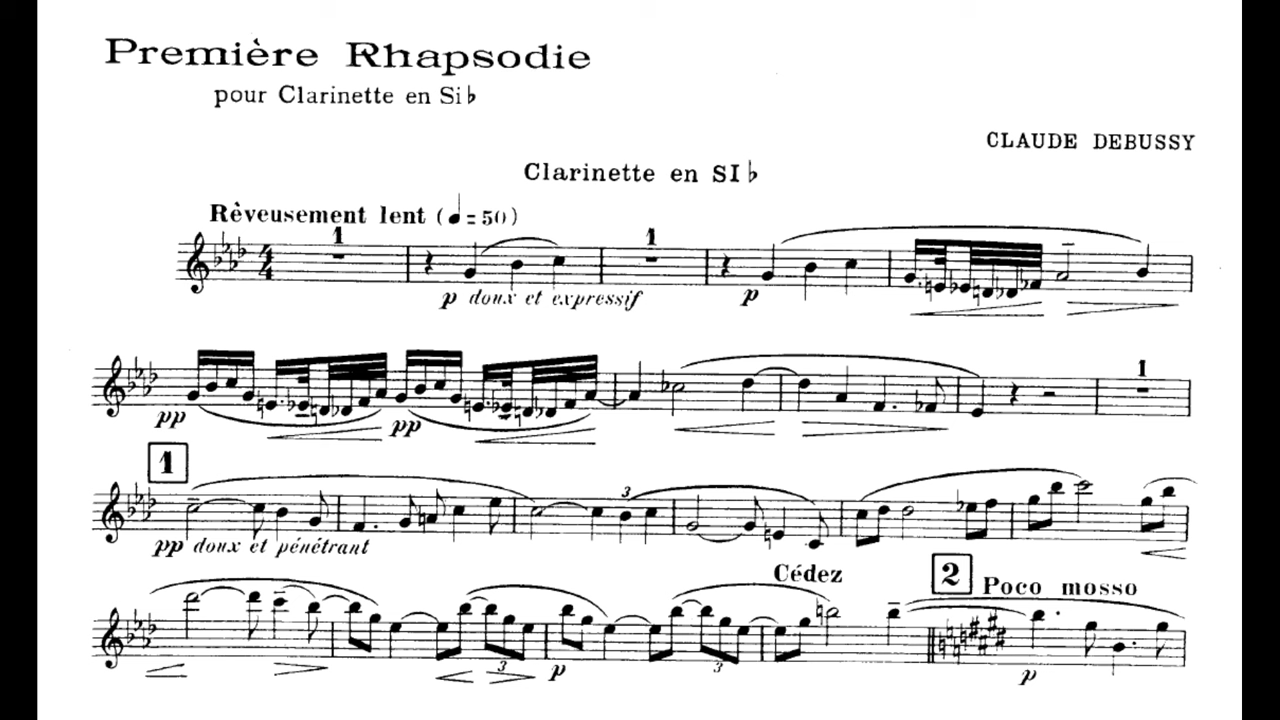 Première Rhapsodie
pour Clarinette en Si♭
CLAUDE DEBUSSY
Clarinette en SI♭
Rêveusement lent (♩=50)
1 1
p doux et expressif p
pp pp 1
1
3
pp doux et pénétrant
Cédez 2 Poco mosso
3 p 3 p